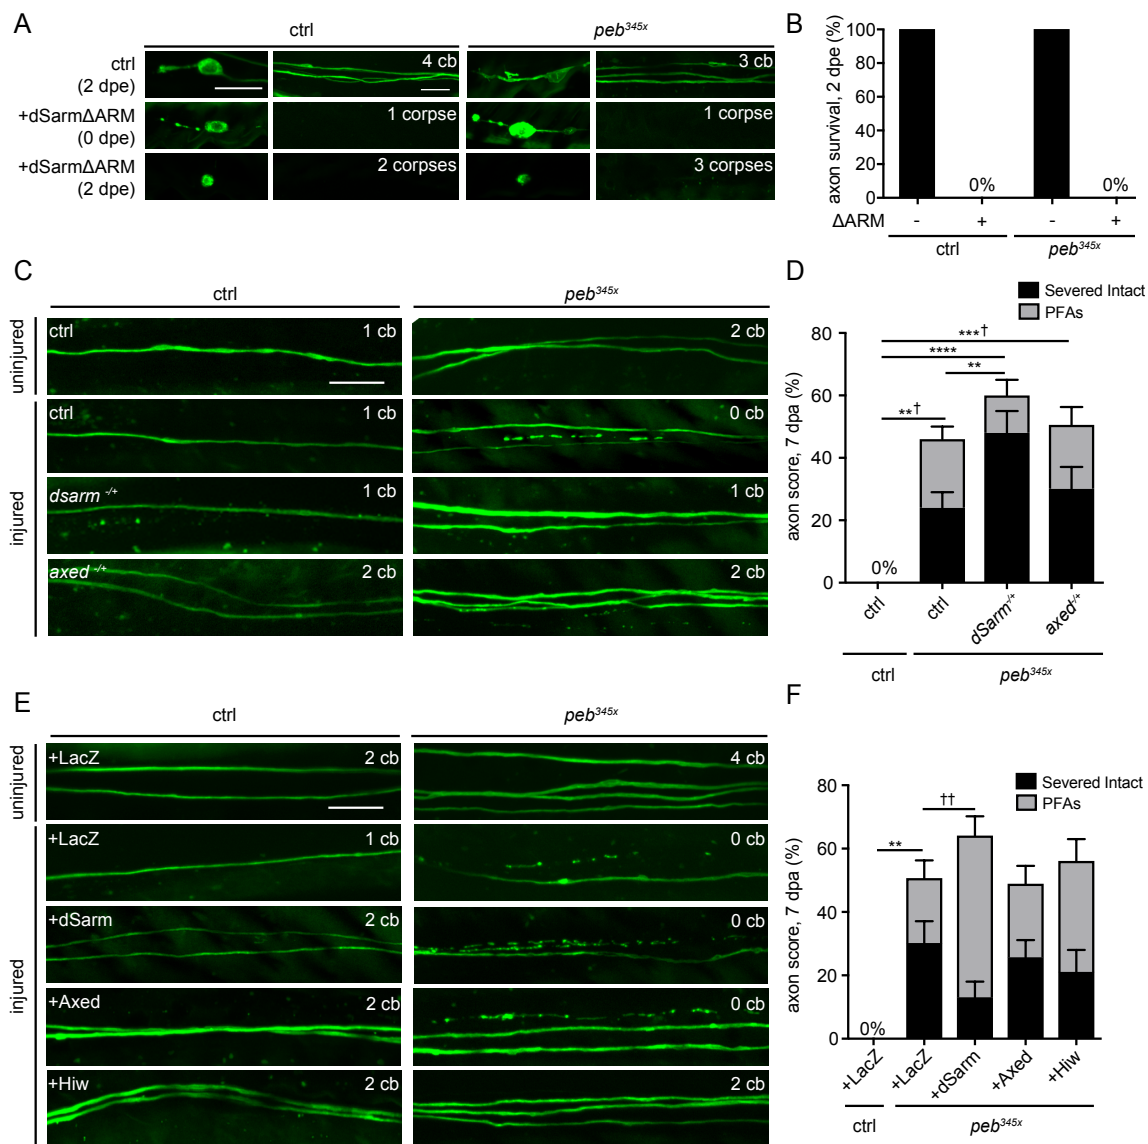 A
ctrl
peb345x
ctrl
(2 dpe)
4 cb
3 cb
+dSarmΔARM
(0 dpe)
1 corpse
1 corpse
+dSarmΔARM
(2 dpe)
2 corpses
3 corpses
B
axon survival, 2 dpe (%)
100
80
60
40
20
0
0%
0%
ΔARM
-
+
-
+
ctrl
peb345x
C
ctrl
peb345x
uninjured
ctrl
1 cb
2 cb
injured
ctrl
1 cb
0 cb
dsarm -/+
1 cb
1 cb
axed -/+
2 cb
2 cb
D
Severed Intact
PFAs
axon score, 7 dpa (%)
80
60
40
20
0
***†
****
**
**†
0%
ctrl
ctrl
dSarm-/+
axed-/+
ctrl
peb345x
E
ctrl
peb345x
uninjured
+LacZ
2 cb
4 cb
injured
+LacZ
1 cb
0 cb
+dSarm
2 cb
0 cb
+Axed
2 cb
0 cb
+Hiw
2 cb
2 cb
F
Severed Intact
PFAs
axon score, 7 dpa (%)
80
60
40
20
0
††
**
0%
+LacZ
+LacZ
+dSarm
+Axed
+Hiw
ctrl
peb345x